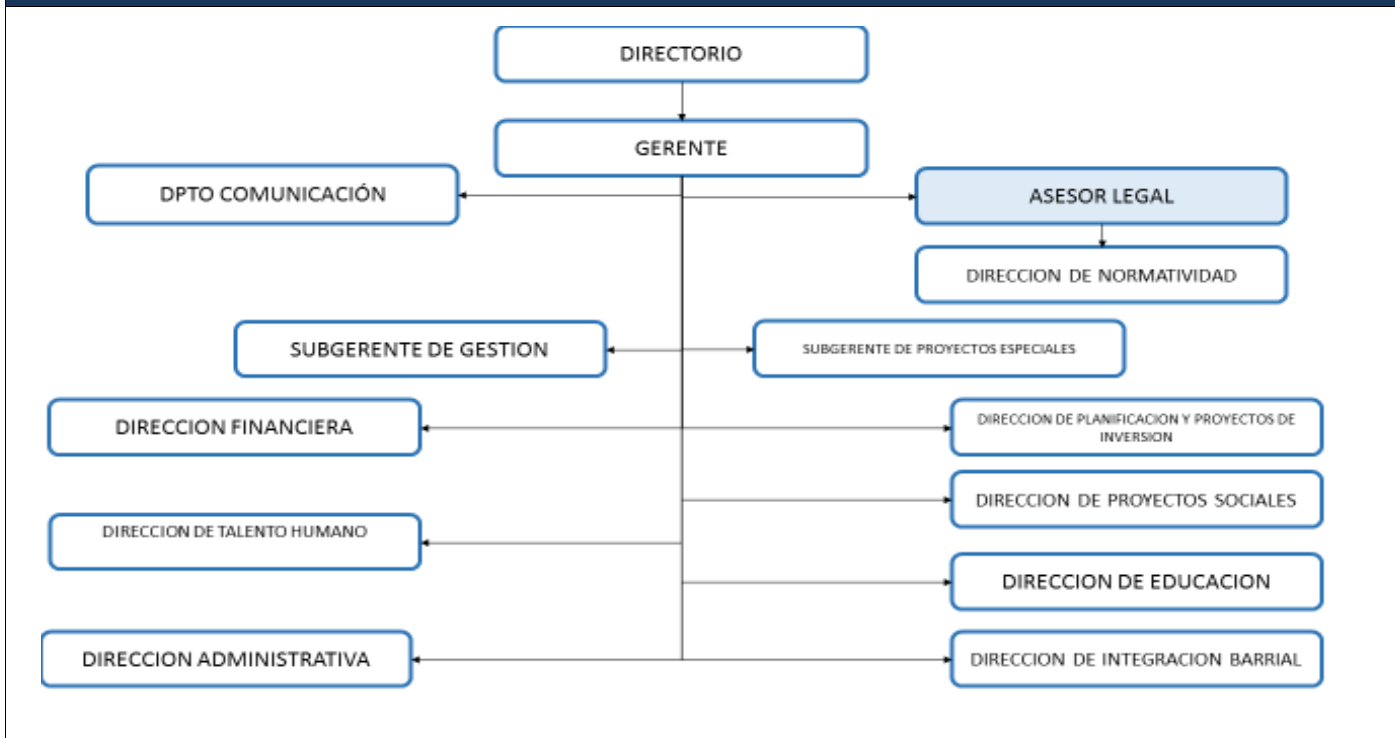 DIRECTORIO
GERENTE
DPTO COMUNICACIÓN
ASESOR LEGAL
DIRECCION DE NORMATIVIDAD
SUBGERENTE DE GESTION
SUBGERENTE DE PROYECTOS ESPECIALES
DIRECCION FINANCIERA
DIRECCION DE PLANIFICACION Y PROYECTOS DE
INVERSION
DIRECCION DE PROYECTOS SOCIALES
DIRECCION DE TALENTO HUMANO
DIRECCION DE EDUCACION
DIRECCION ADMINISTRATIVA
DIRECCION DE INTEGRACION BARRIAL